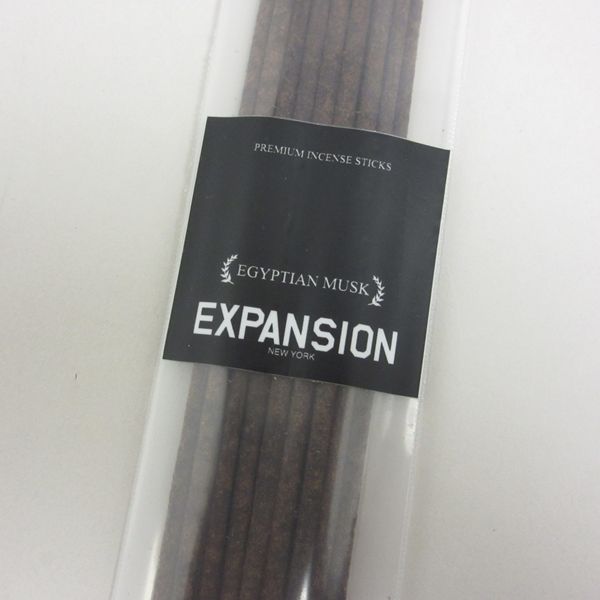 PREMIUM INCENSE STICKS
EGYPTIAN MUSK
EXPANSION
NEW YORK